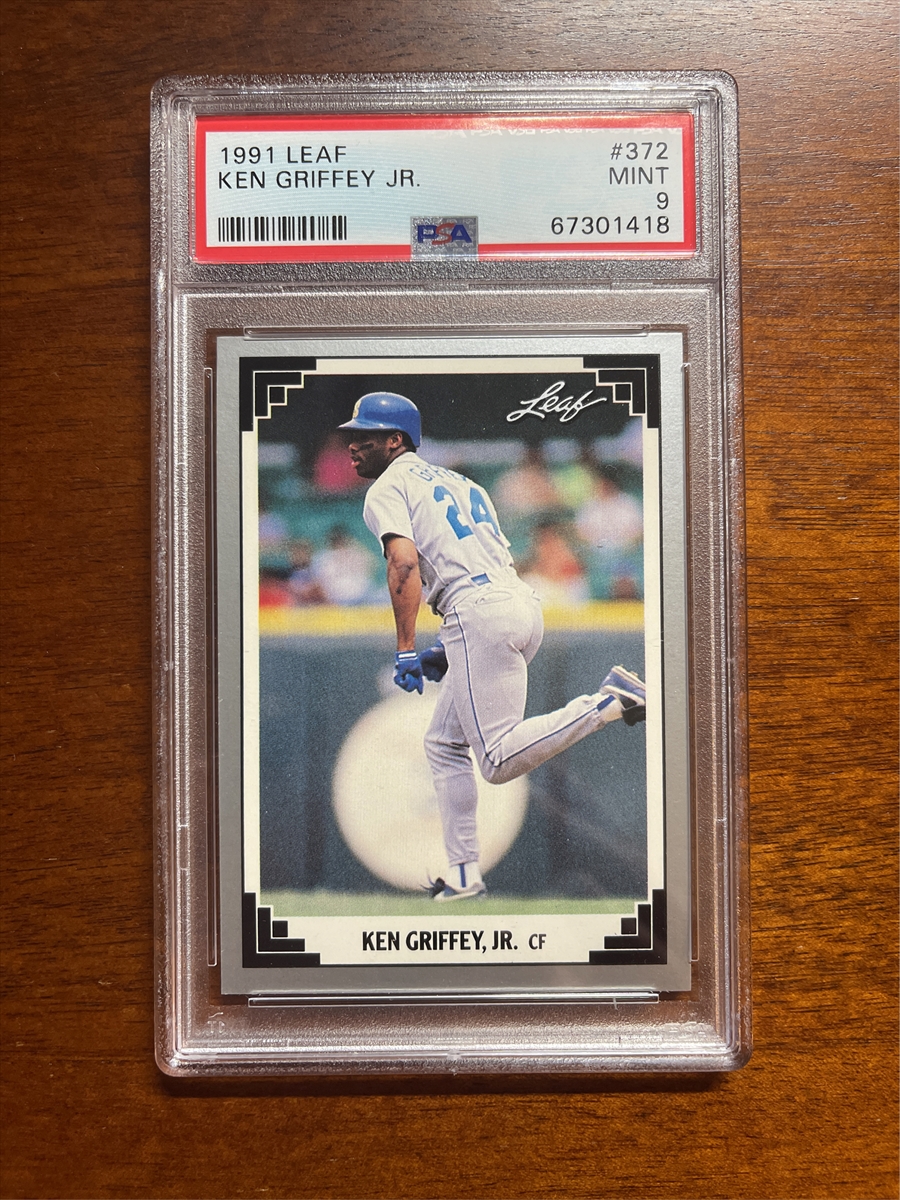 1991 LEAF #372
KEN GRIFFEY JR. MINT
9
PSA 67301418
Leaf
24
KEN GRIFFEY, JR. CF